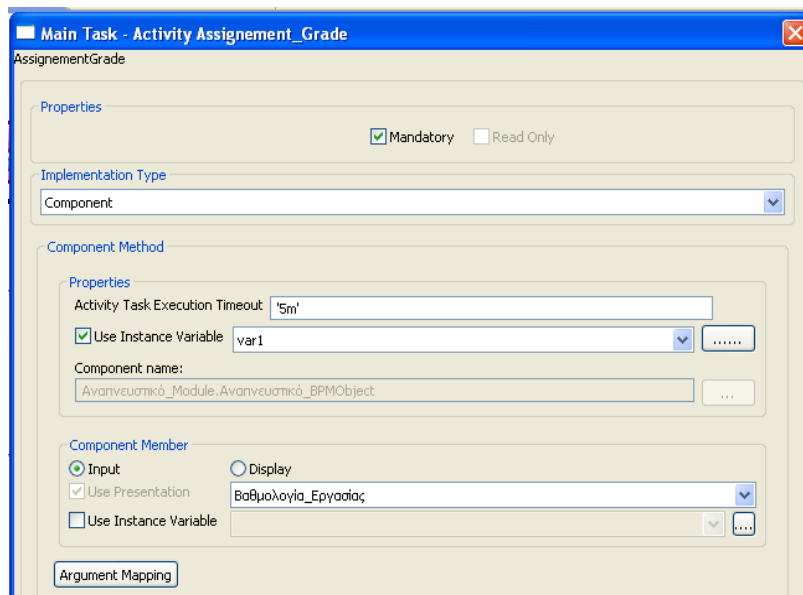 Main Task - Activity Assignement_Grade
AssignementGrade
Properties
Mandatory Read Only
Implementation Type
Component
Component Method
Properties
Activity Task Execution Timeout '5m'
Use Instance Variable var1 ......
Component name:
Αναπνευστικό_Module.Αναπνευστικό_BPMObject ...
Component Member
Input Display
Use Presentation Βαθμολογία_Εργασίας
Use Instance Variable ....
Argument Mapping